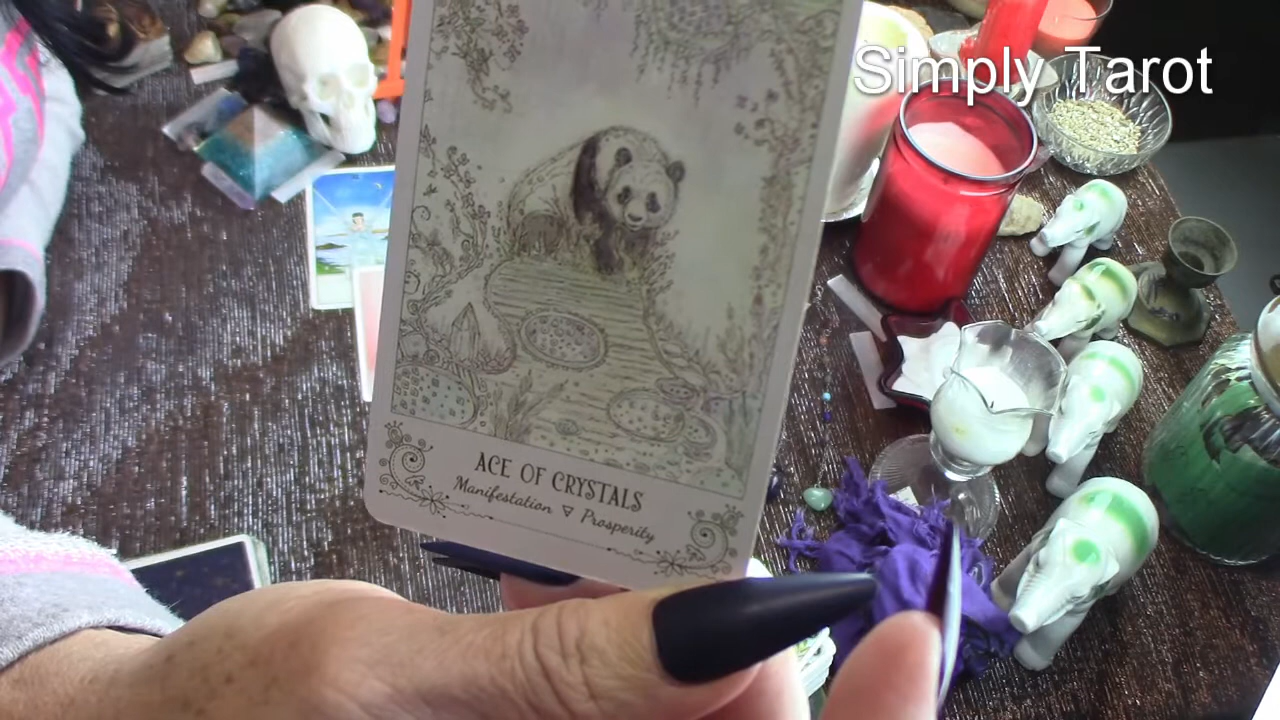 Simply Tarot
ACE OF CRYSTALS
Manifestation ▽ Prosperity